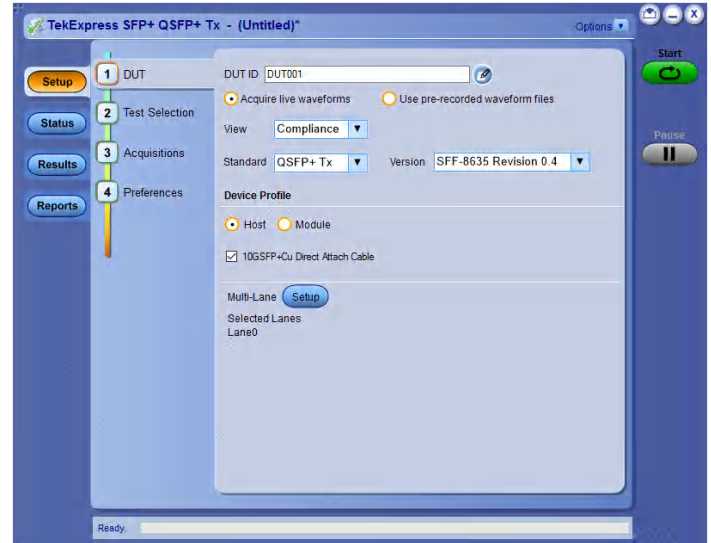 TekExpress SFP+ QSFP+ Tx - (Untitled)*
Options
Start
Setup
Status
Results
Reports
Pause
1 DUT
2 Test Selection
3 Acquisitions
4 Preferences
DUT ID DUT001
Acquire live waveforms Use pre-recorded waveform files
View Compliance
Standard QSFP+ Tx Version SFF-8635 Revision 0.4
Device Profile
Host Module
10GSFP+Cu Direct Attach Cable
Multi-Lane Setup
Selected Lanes
Lane0
Ready.